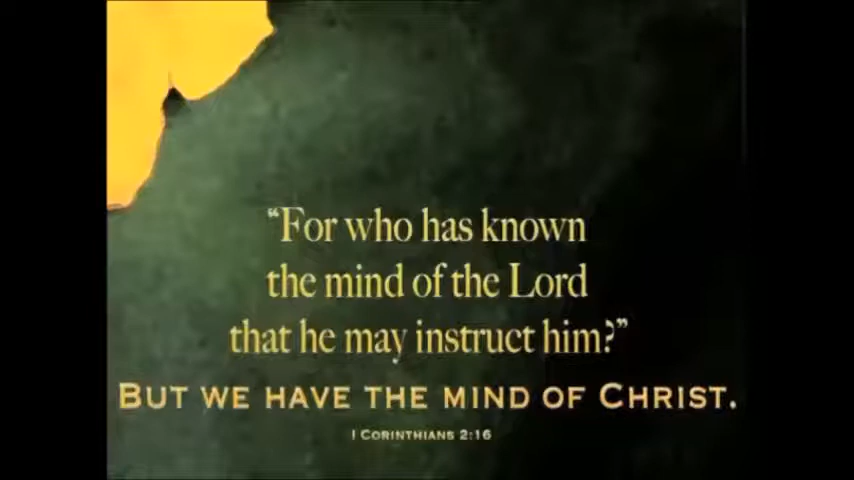 “For who has known
the mind of the Lord
that he may instruct him?”
BUT WE HAVE THE MIND OF CHRIST.
1 CORINTHIANS 2:16